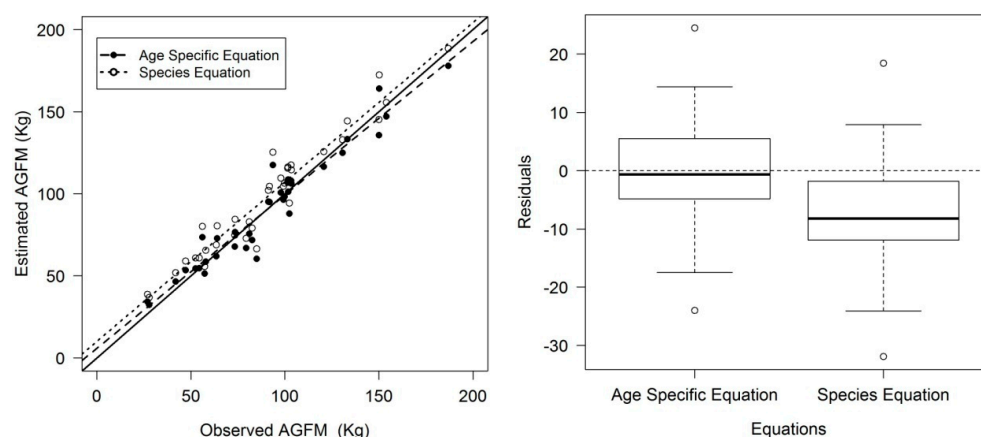 200
150
100
50
0
Estimated AGFM (Kg)
Age Specific Equation
Species Equation
0 50 100 150 200
Observed AGFM (Kg)
20
10
0
-10
-20
-30
Residuals
Age Specific Equation Species Equation
Equations